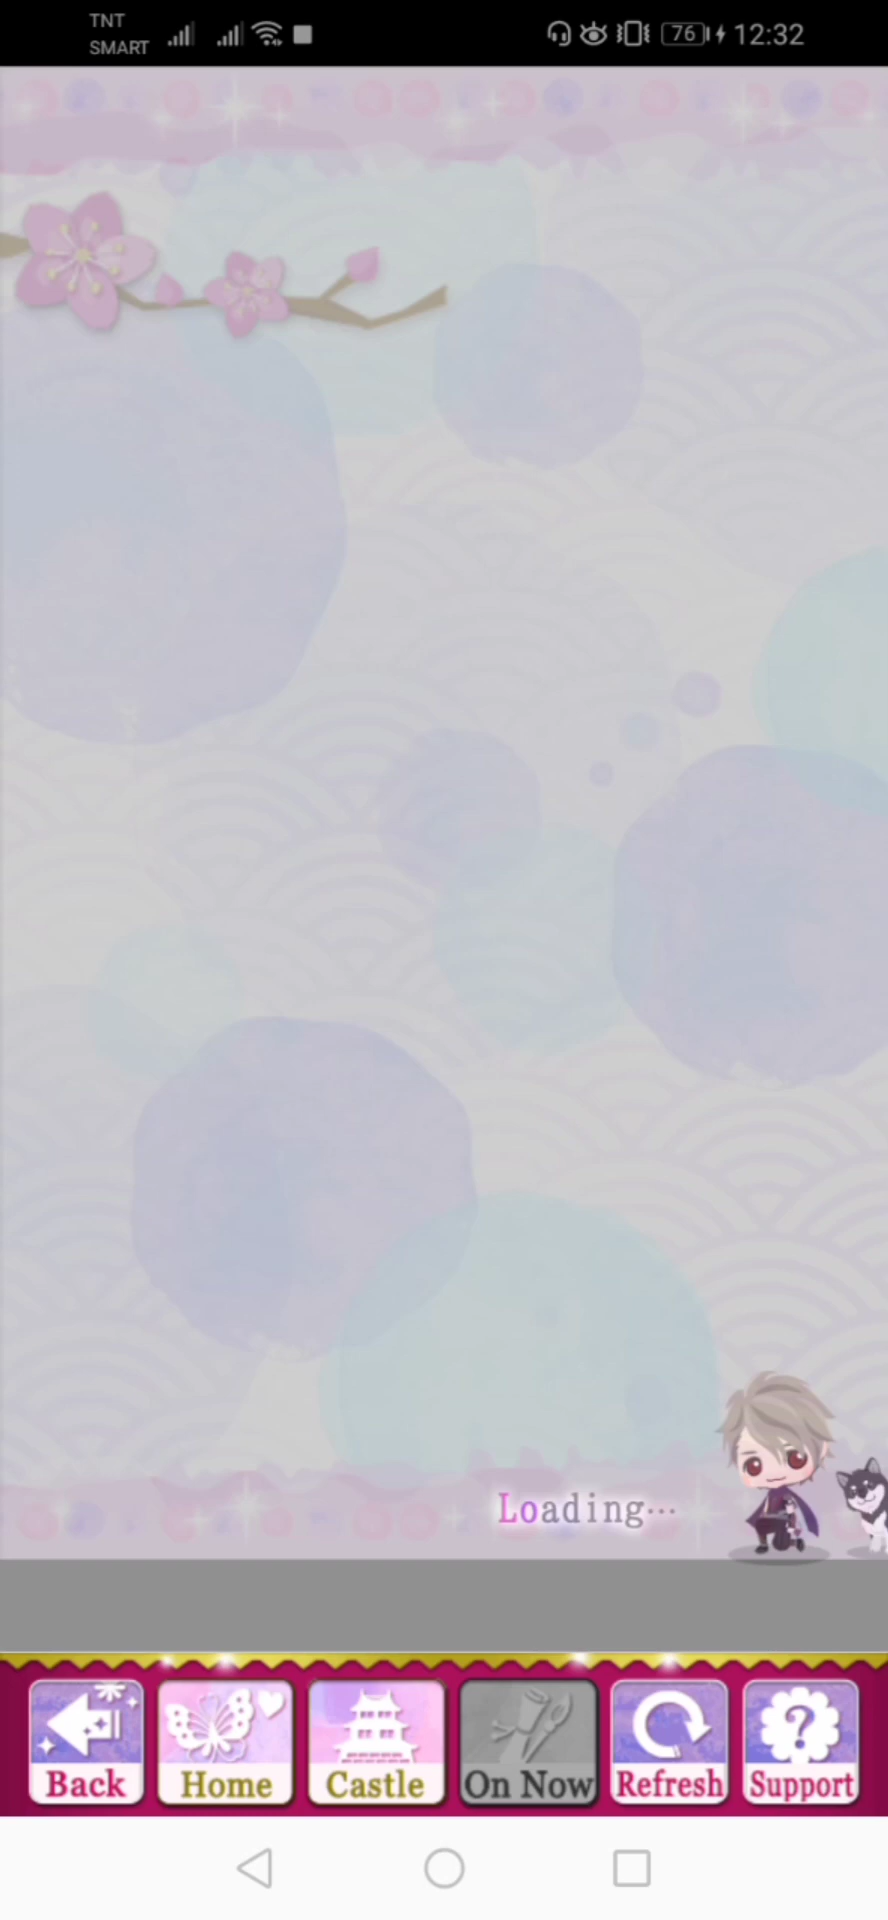 TNT
SMART
76 12:32
Loading…
Back Home Castle On Now Refresh Support